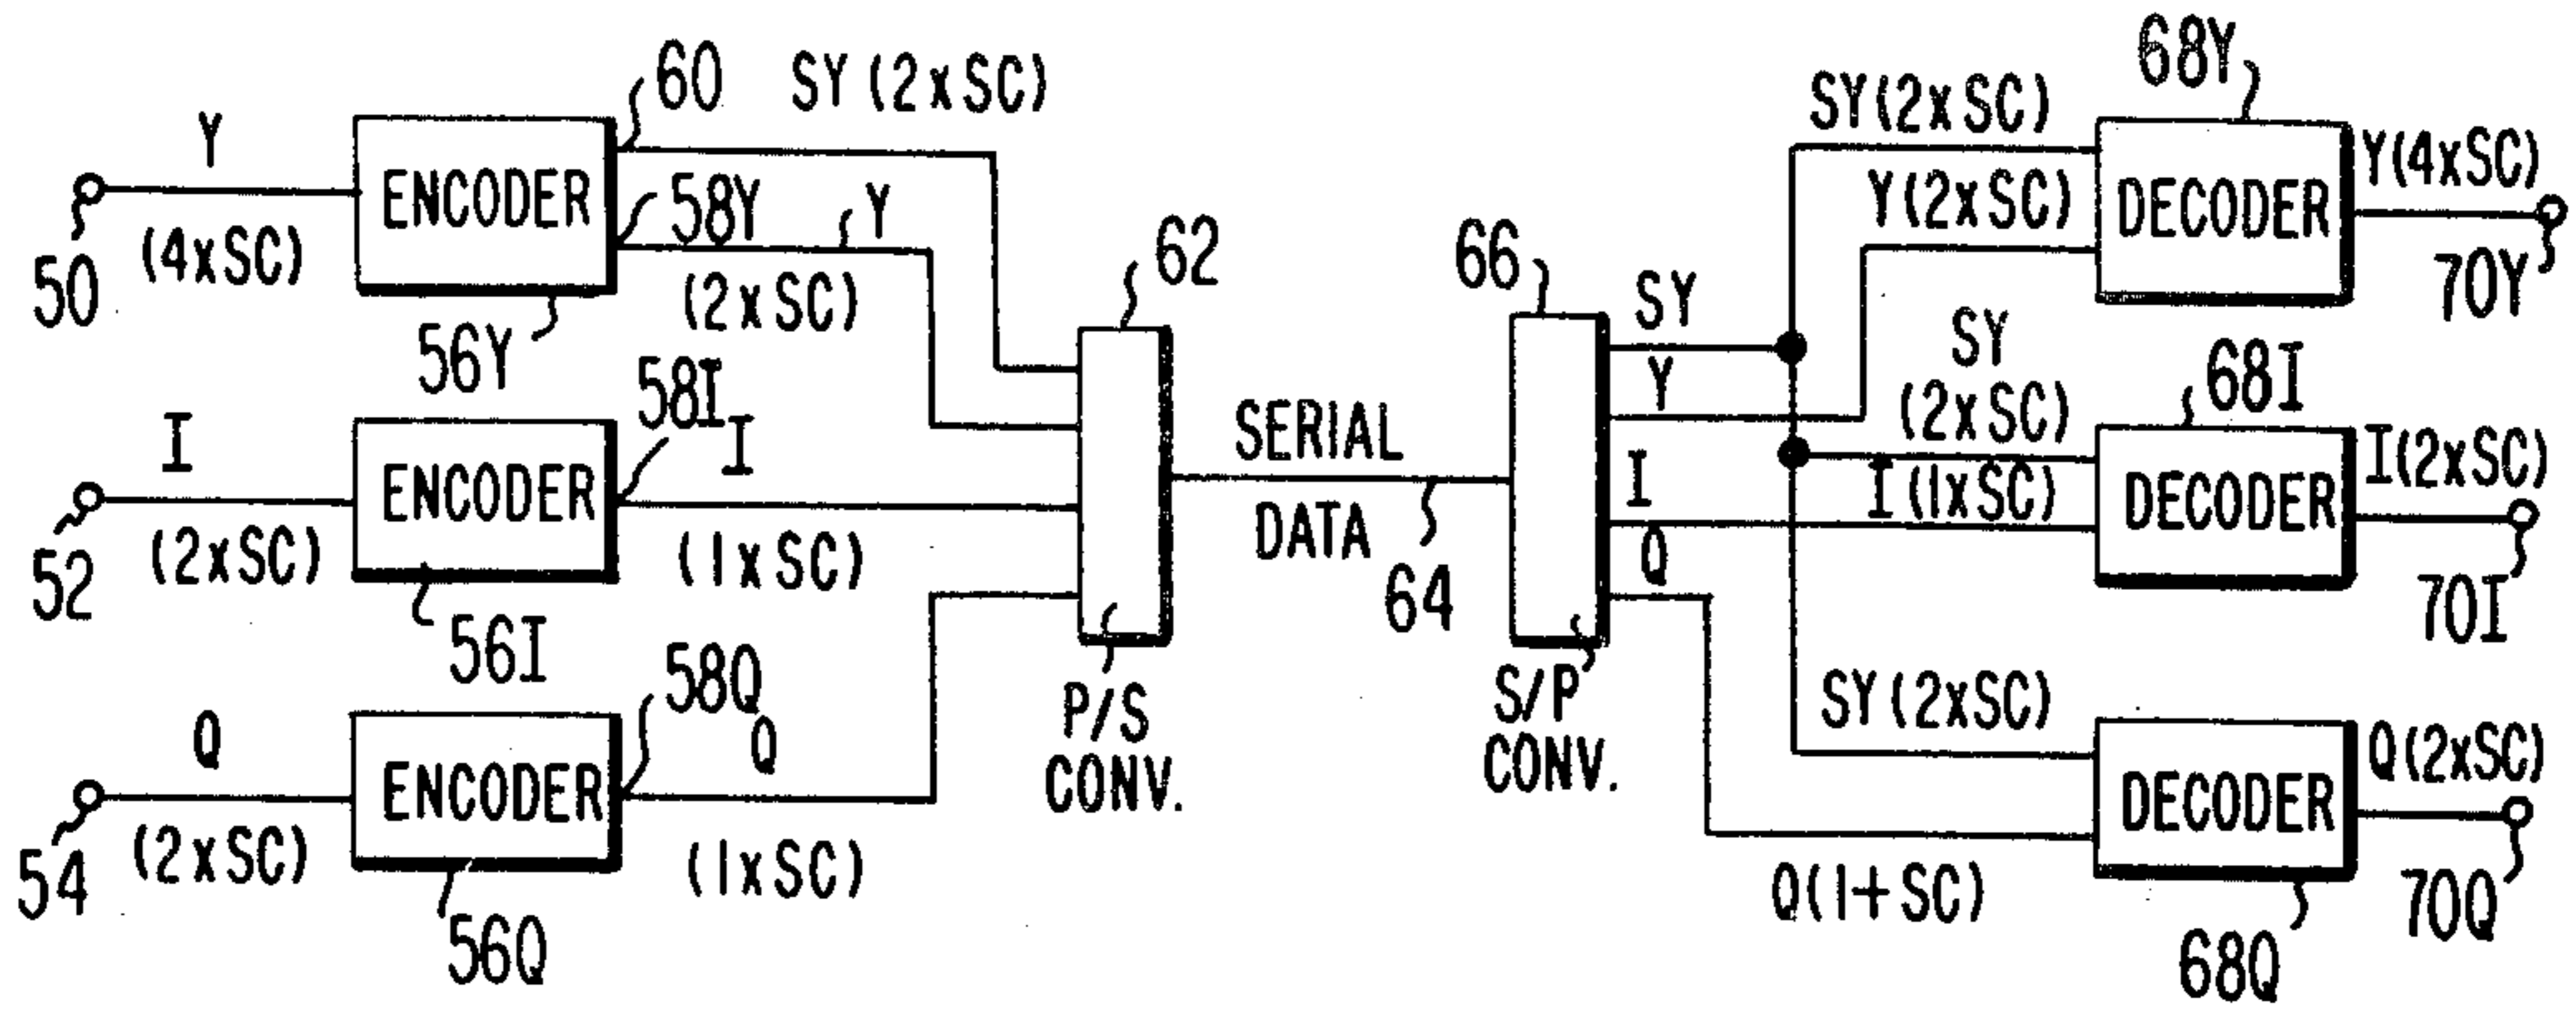 Y
(4xSC)
50
ENCODER
56Y
60
SY (2xSC)
58Y
Y
(2xSC)
I
(2xSC)
52
ENCODER
56I
58I
I
(1xSC)
Q
(2xSC)
54
ENCODER
56Q
58Q
Q
(1xSC)
62
P/S
CONV.
SERIAL
DATA
64
66
S/P
CONV.
SY
Y
I
Q
SY(2xSC)
Y(2xSC)
68Y
DECODER
Y(4xSC)
70Y
SY
(2xSC)
I(1xSC)
68I
DECODER
I(2xSC)
70I
SY(2xSC)
Q(1+SC)
DECODER
68Q
Q(2xSC)
70Q